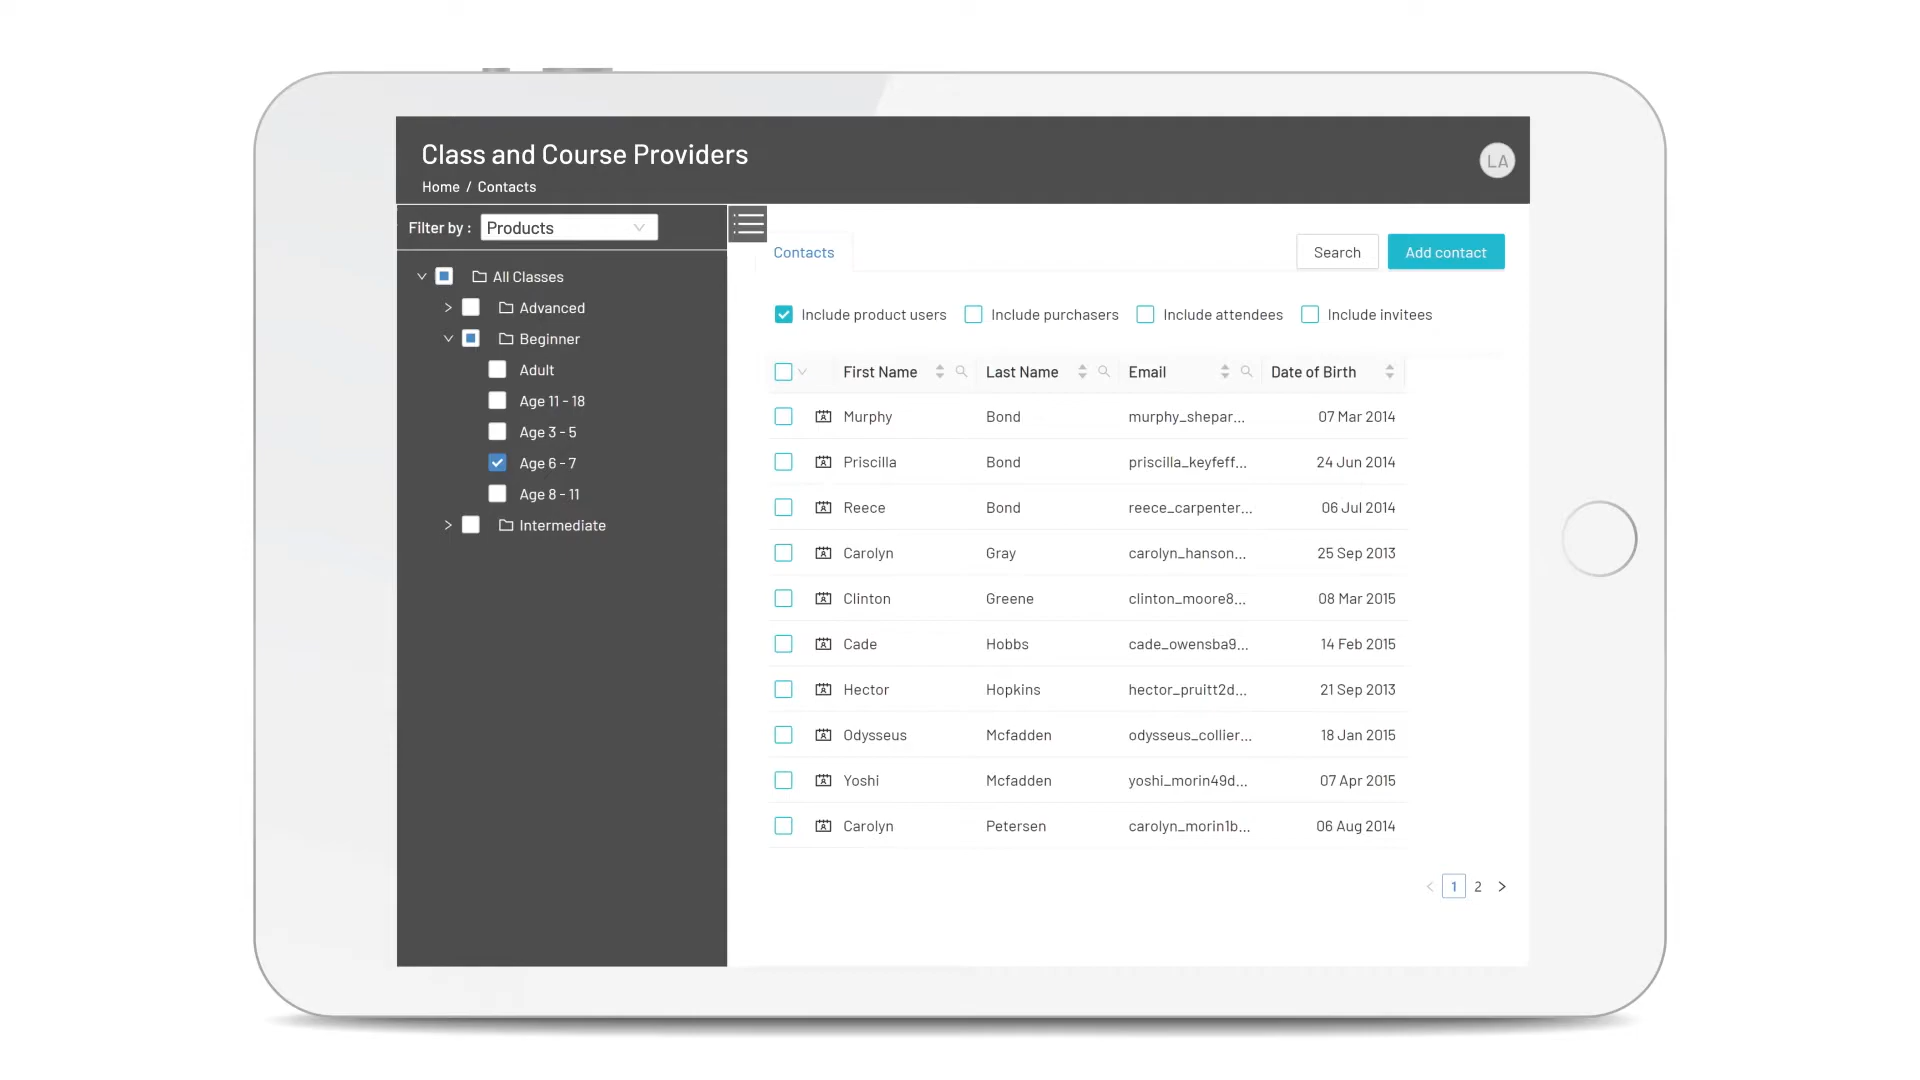 Class and Course Providers
LA
Home / Contacts
Filter by : Products
All Classes
Advanced
Beginner
Adult
Age 11 - 18
Age 3 - 5
Age 6 - 7
Age 8 - 11
Intermediate
Contacts
Search
Add contact
Include product users Include purchasers Include attendees Include invitees
First Name Last Name Email Date of Birth
Murphy Bond murphy_shepar... 07 Mar 2014
Priscilla Bond priscilla_keyfeff... 24 Jun 2014
Reece Bond reece_carpenter... 06 Jul 2014
Carolyn Gray carolyn_hanson... 25 Sep 2013
Clinton Greene clinton_moore8... 08 Mar 2015
Cade Hobbs cade_owensba9... 14 Feb 2015
Hector Hopkins hector_pruitt2d... 21 Sep 2013
Odysseus Mcfadden odysseus_collier... 18 Jan 2015
Yoshi Mcfadden yoshi_morin49d... 07 Apr 2015
Carolyn Petersen carolyn_morin1b... 06 Aug 2014
< 1 2 >